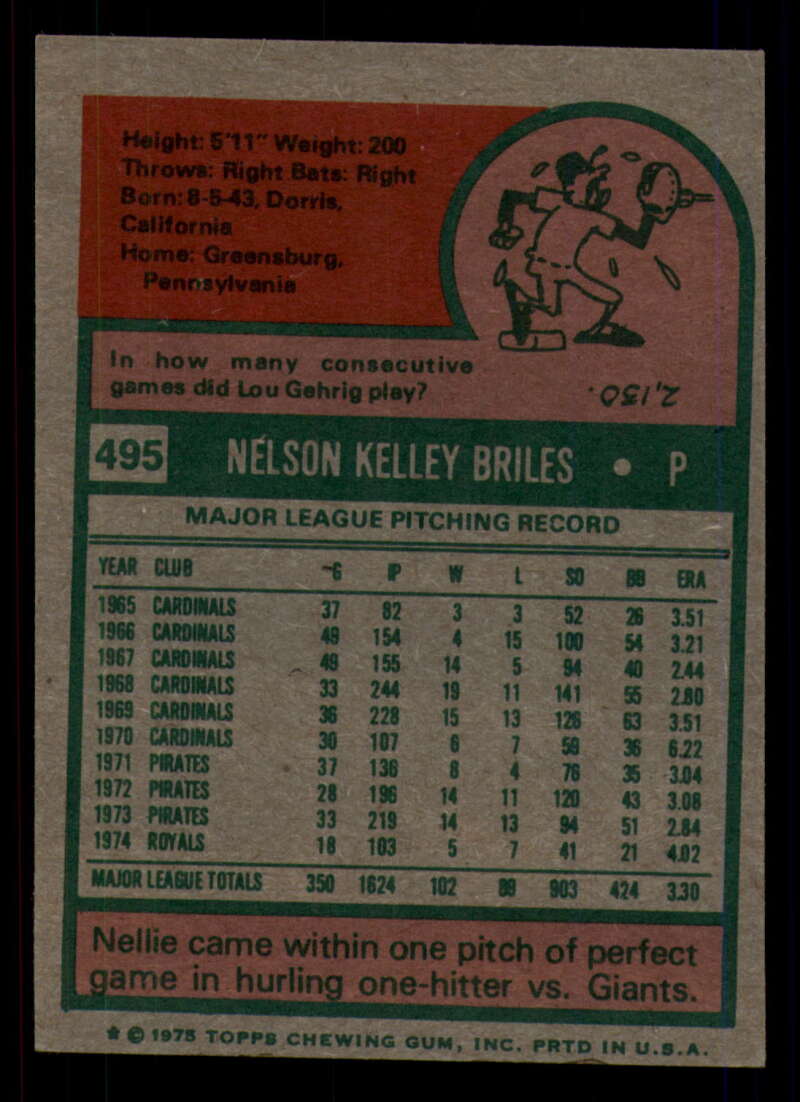 Height: 5'11" Weight: 200
Throws: Right Bats: Right
Born: 8-5-43, Dorris,
California
Home: Greensburg,
Pennsylvania
In how many consecutive
games did Lou Gehrig play?
2,130.
495 NELSON KELLEY BRILES • P
MAJOR LEAGUE PITCHING RECORD
YEAR CLUB G IP W L SO BB ERA
1965 CARDINALS 37 82 3 3 52 26 3.51
1966 CARDINALS 49 154 4 15 100 54 3.21
1967 CARDINALS 49 155 14 5 94 40 2.44
1968 CARDINALS 33 244 19 11 141 55 2.80
1969 CARDINALS 36 228 15 13 126 63 3.51
1970 CARDINALS 30 107 6 7 59 36 6.22
1971 PIRATES 37 136 8 4 76 35 3.04
1972 PIRATES 28 196 14 11 120 43 3.08
1973 PIRATES 33 219 14 13 94 51 2.84
1974 ROYALS 18 103 5 7 41 21 4.02
MAJOR LEAGUE TOTALS 350 1624 102 89 903 424 3.30
Nellie came within one pitch of perfect
game in hurling one-hitter vs. Giants.
* © 1975 TOPPS CHEWING GUM, INC. PRTD IN U.S.A.